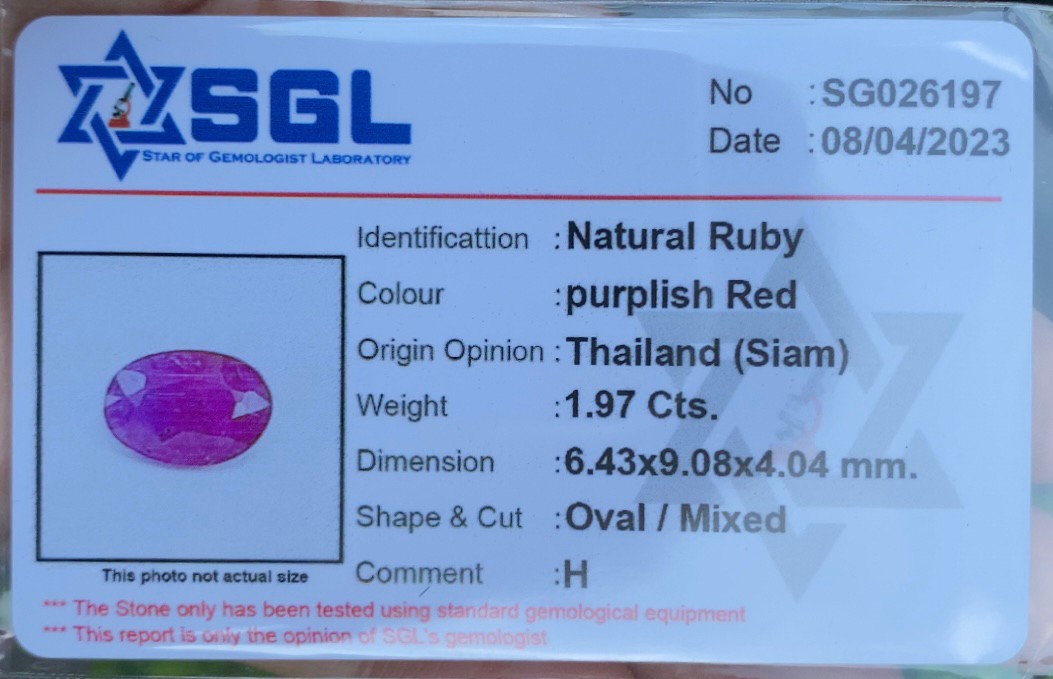 SGL
STAR OF GEMOLOGIST LABORATORY
No :SG026197
Date :08/04/2023
Identificattion :Natural Ruby
Colour :purplish Red
Origin Opinion :Thailand (Siam)
Weight :1.97 Cts.
Dimension :6.43x9.08x4.04 mm.
Shape & Cut :Oval / Mixed
Comment :H
This photo not actual size
*** The Stone only has been tested using standard gemological equipment
*** This report is only the opinion of SGL's gemologist